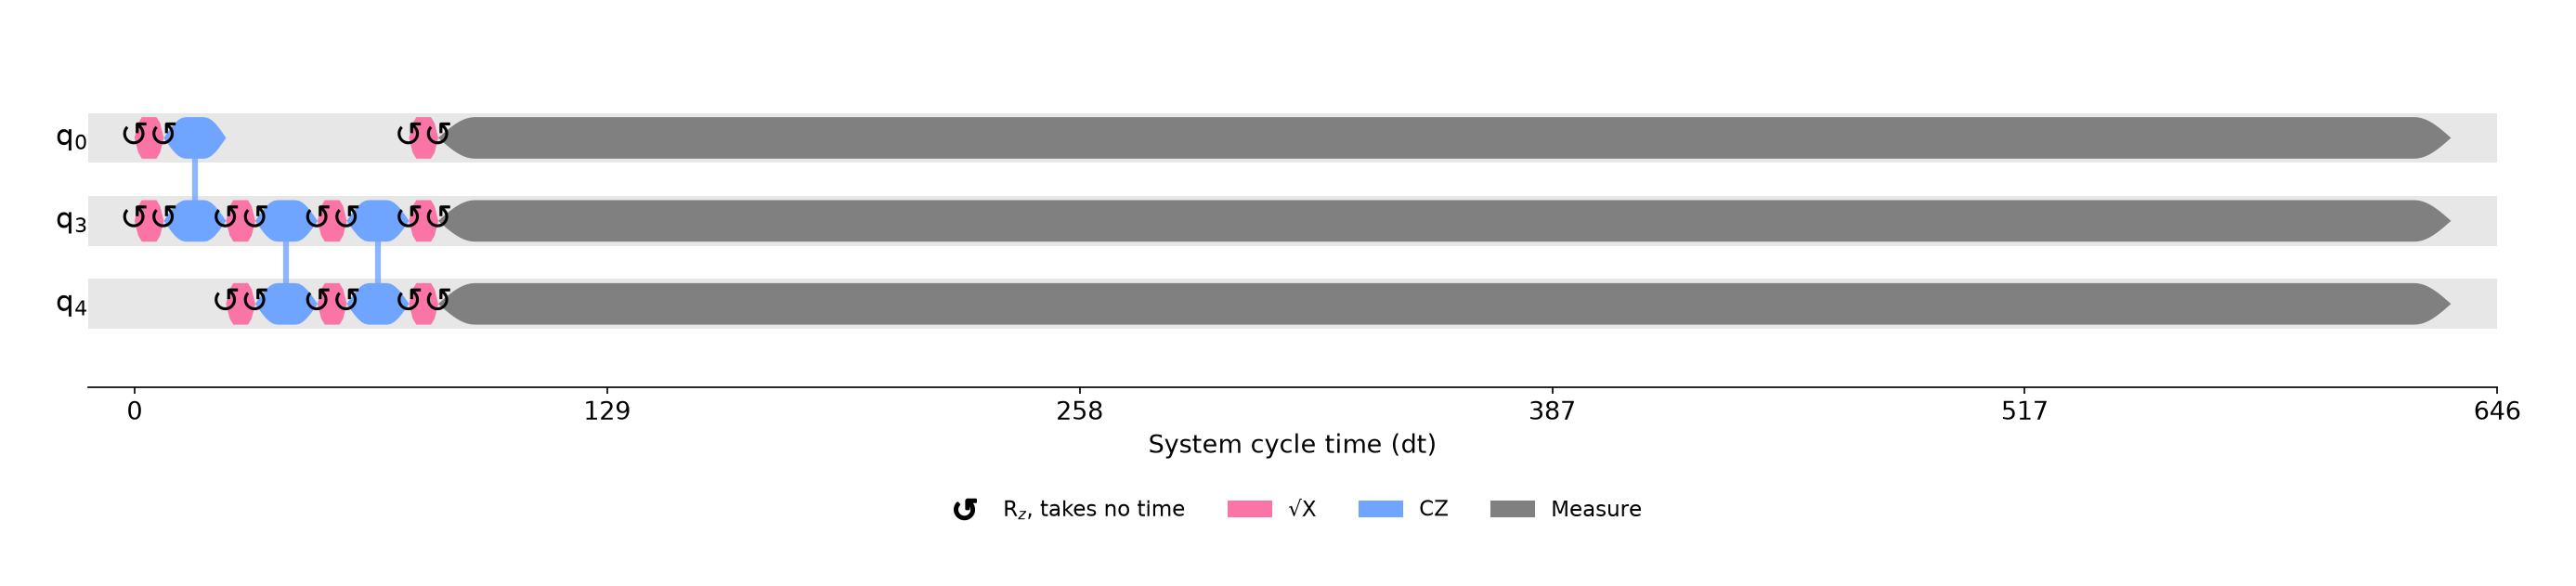 q₀
q₃
q₄
0 129 258 387 517 646
System cycle time (dt)
↺ R𝓏, takes no time √X CZ Measure